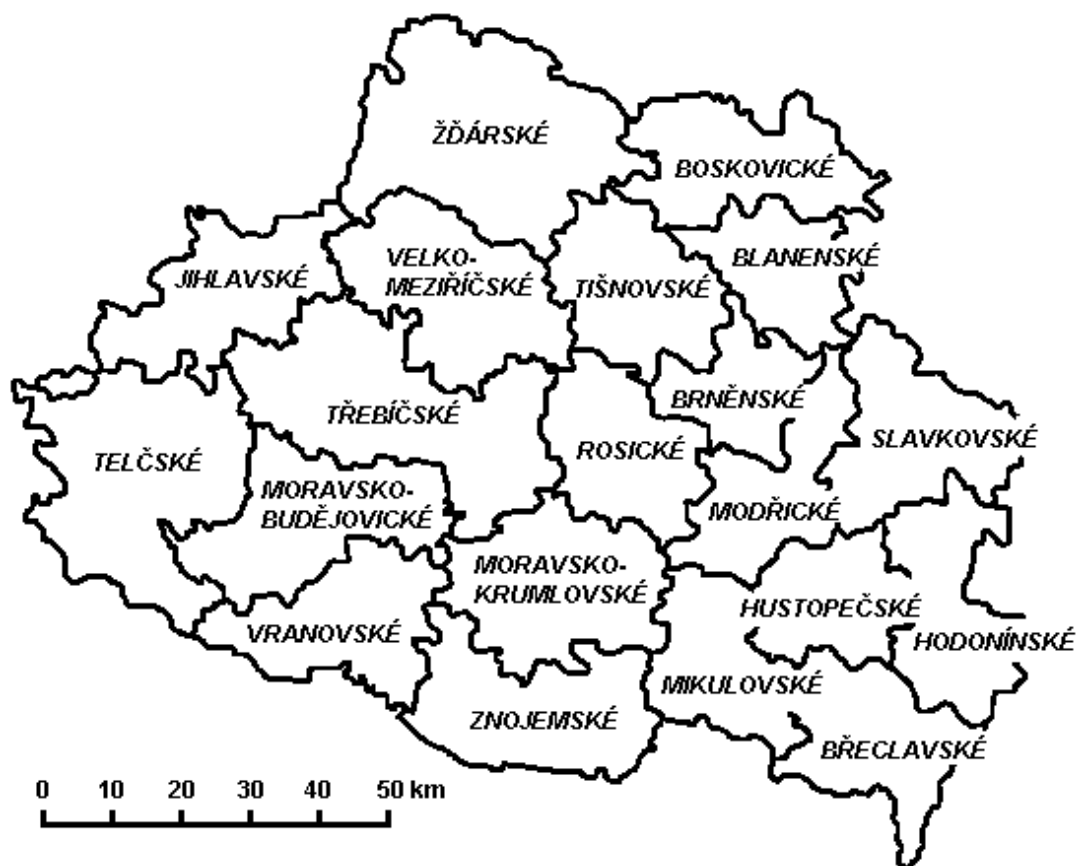 ŽĎÁRSKÉ
BOSKOVICKÉ
BLANENSKÉ
VELKO-
MEZIŘÍČSKÉ
JIHLAVSKÉ
TIŠNOVSKÉ
BRNĚNSKÉ
TŘEBÍČSKÉ
SLAVKOVSKÉ
ROSICKÉ
TELČSKÉ
MORAVSKO-
BUDĚJOVICKÉ
MODŘICKÉ
MORAVSKO-
KRUMLOVSKÉ
HUSTOPEČSKÉ
VRANOVSKÉ
HODONÍNSKÉ
MIKULOVSKÉ
ZNOJEMSKÉ
BŘECLAVSKÉ
0 10 20 30 40 50 km